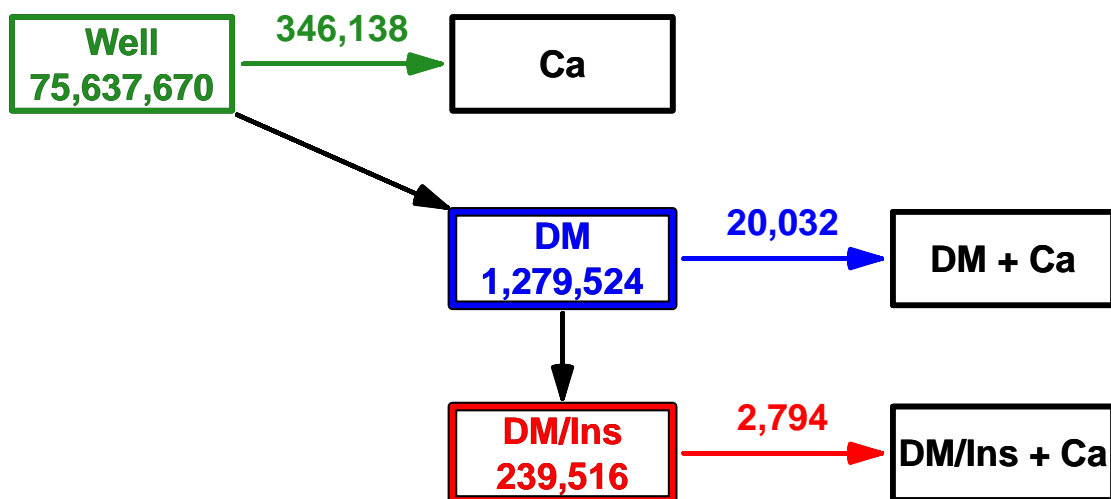 Well
75,637,670
346,138
Ca
DM
1,279,524
20,032
DM + Ca
DM/Ins
239,516
2,794
DM/Ins + Ca